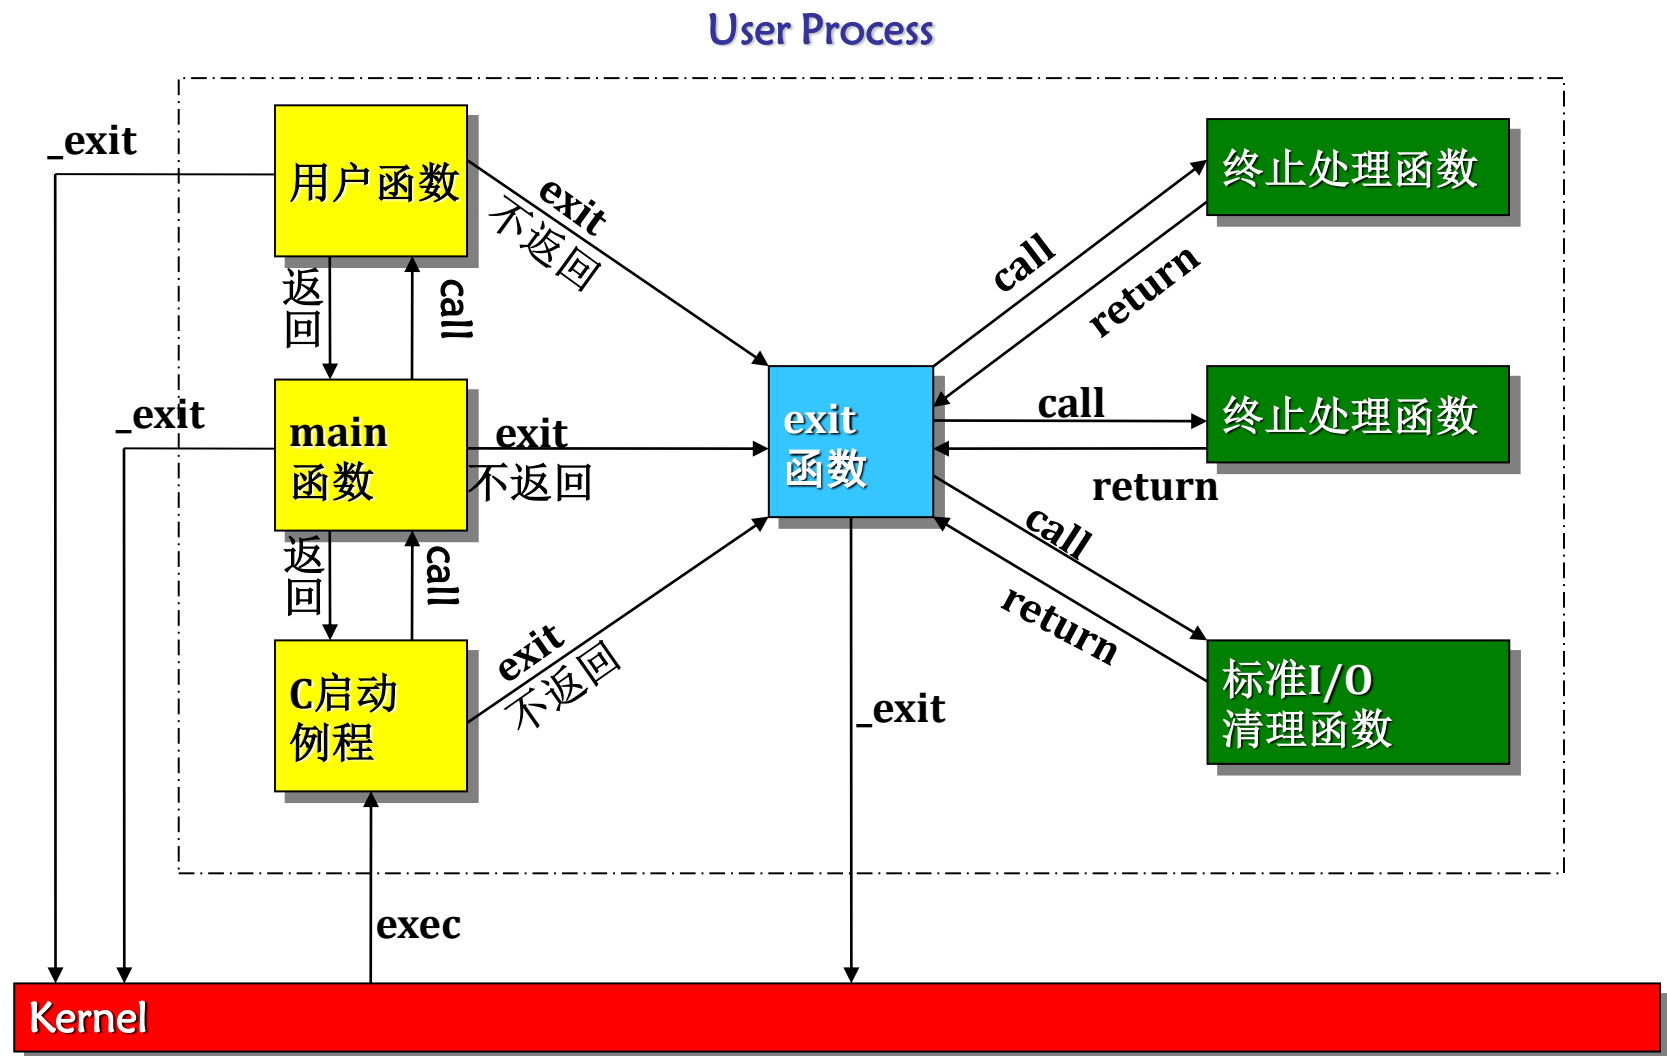 User Process
_exit
用户函数
exit
不返回
终止处理函数
call
return
返
回
call
_exit
main
函数
exit
不返回
exit
函数
call
终止处理函数
return
返
回
call
call
return
C启动
例程
exit
不返回
_exit
标准I/O
清理函数
exec
Kernel